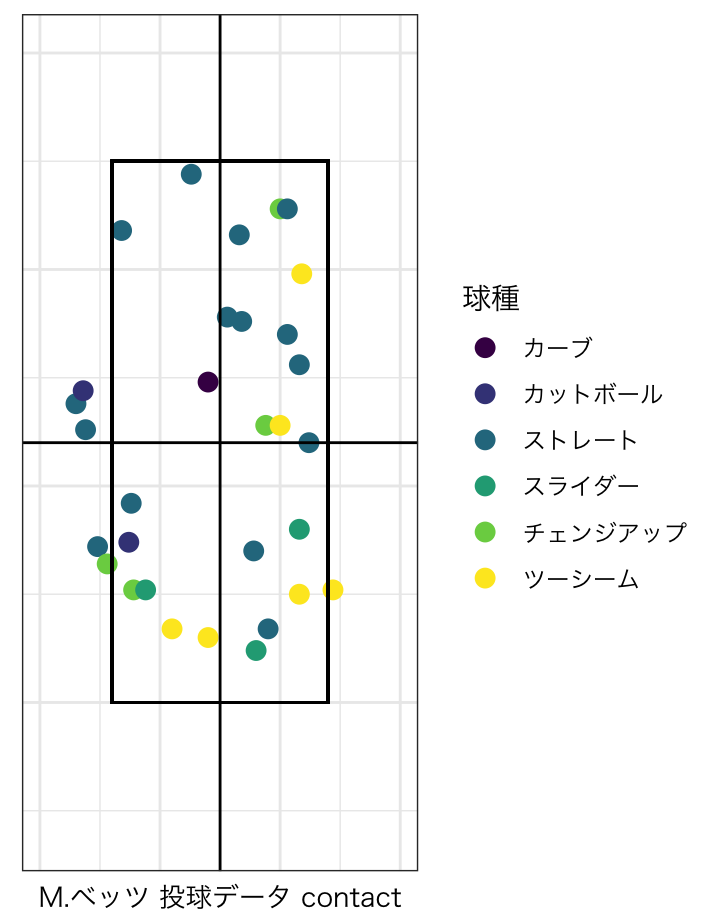 球種
カーブ
カットボール
ストレート
スライダー
チェンジアップ
ツーシーム
M.ベッツ 投球データ contact